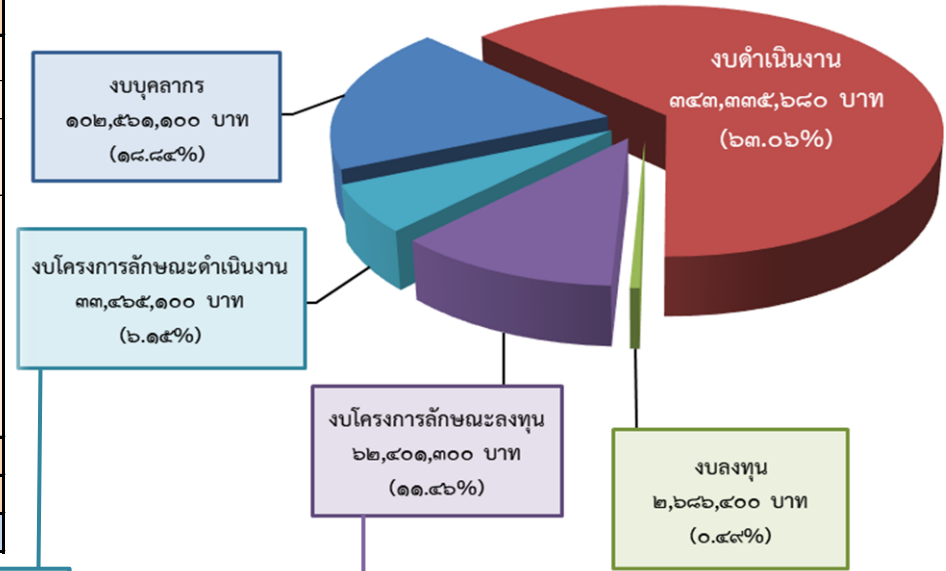 งบดำเนินงาน
๓๔๓,๓๓๕,๖๘๐ บาท
(๖๓.๐๖%)
งบบุคลากร
๑๐๒,๕๖๑,๑๐๐ บาท
(๑๘.๘๔%)
งบโครงการลักษณะดำเนินงาน
๓๓,๔๖๕,๑๐๐ บาท
(๖.๑๕%)
งบโครงการลักษณะลงทุน
๖๒,๔๐๑,๓๐๐ บาท
(๑๑.๔๖%)
งบลงทุน
๒,๖๘๖,๔๐๐ บาท
(๐.๔๙%)